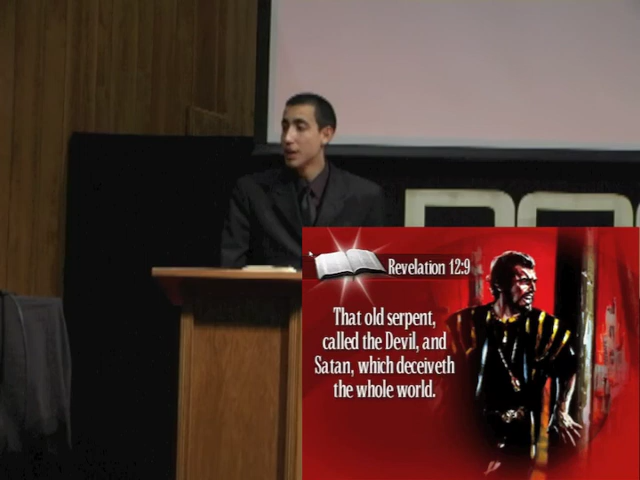 Revelation 12:9
That old serpent,
called the Devil, and
Satan, which deceiveth
the whole world.